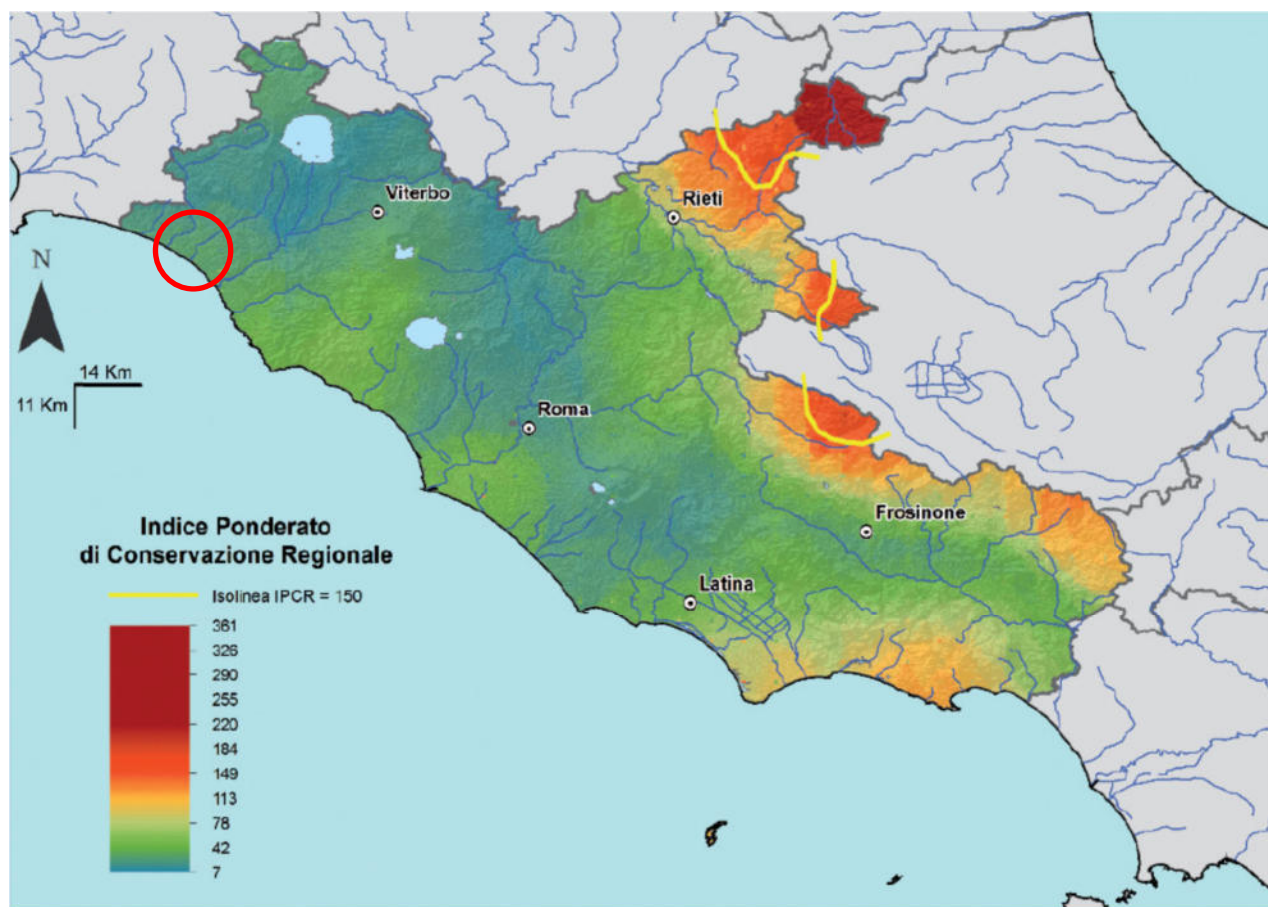 Viterbo
Rieti
N
14 Km
11 Km
Roma
Frosinone
Latina
Indice Ponderato
di Conservazione Regionale
Isolinea IPCR = 150
361
326
290
255
220
184
149
113
78
42
7